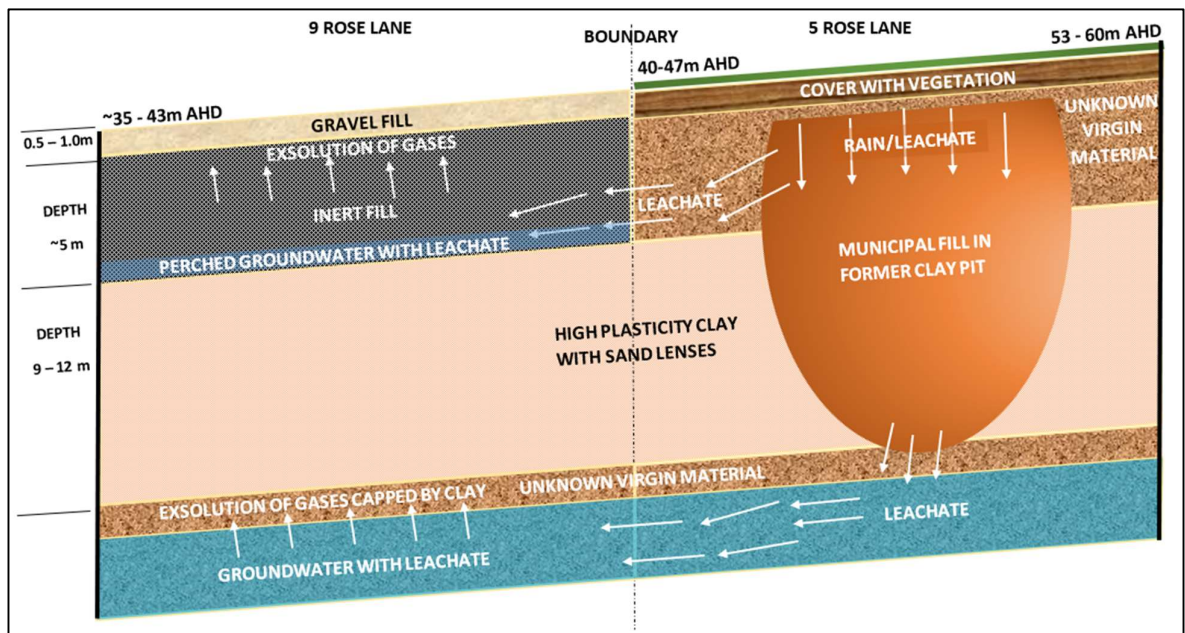 9 ROSE LANE
BOUNDARY
5 ROSE LANE
53 - 60m AHD
40-47m AHD
~35 - 43m AHD
COVER WITH VEGETATION
0.5 – 1.0m
GRAVEL FILL
EXSOLUTION OF GASES
RAIN/LEACHATE
UNKNOWN
VIRGIN
MATERIAL
DEPTH
~5 m
INERT FILL
LEACHATE
PERCHED GROUNDWATER WITH LEACHATE
MUNICIPAL FILL IN
FORMER CLAY PIT
DEPTH
9 – 12 m
HIGH PLASTICITY CLAY
WITH SAND LENSES
EXSOLUTION OF GASES CAPPED BY CLAY
UNKNOWN VIRGIN MATERIAL
LEACHATE
GROUNDWATER WITH LEACHATE